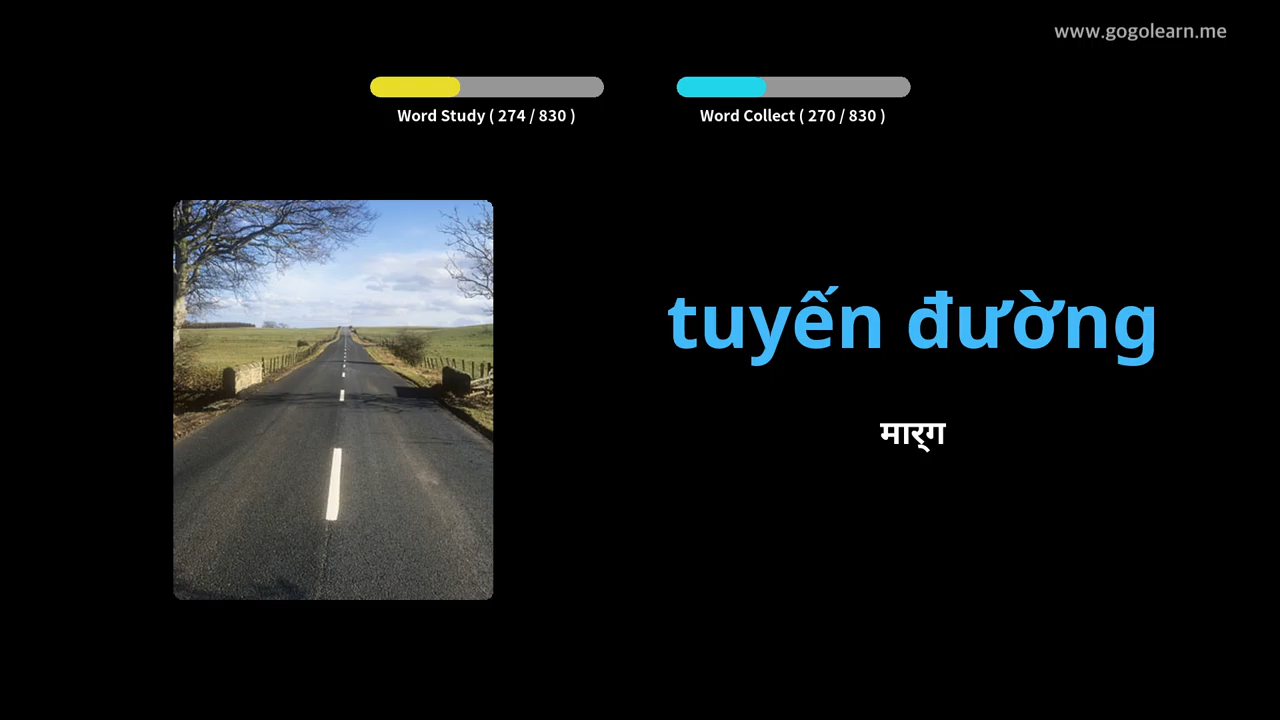 www.gogolearn.me
Word Study ( 274 / 830 )
Word Collect ( 270 / 830 )
tuyến đường
मार्ग